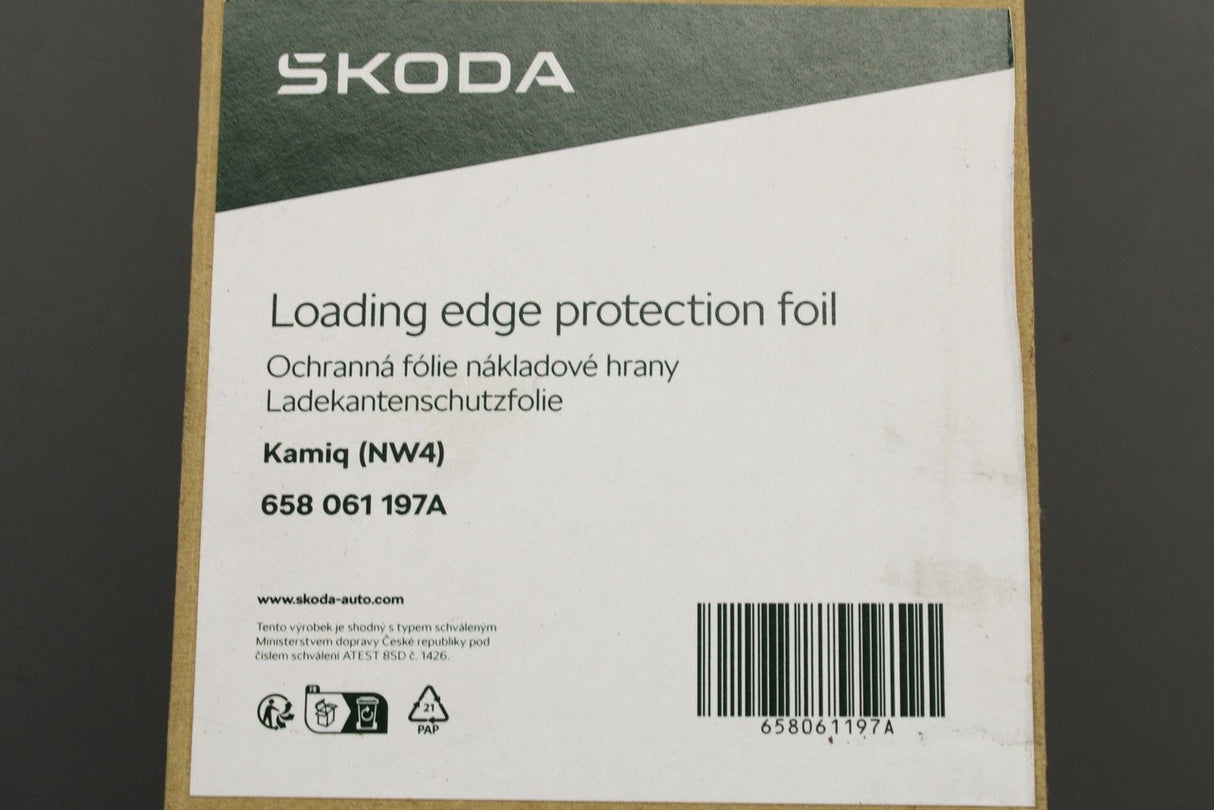 ŠKODA
Loading edge protection foil
Ochranná fólie nákladové hrany
Ladekantenschutzfolie
Kamiq (NW4)
658 061 197A
www.skoda-auto.com
Tento výrobek je shodný s typem schváleným
Ministerstvem dopravy České republiky pod
číslem schválení ATEST 8SD č. 1426.
21
PAP
658061197A